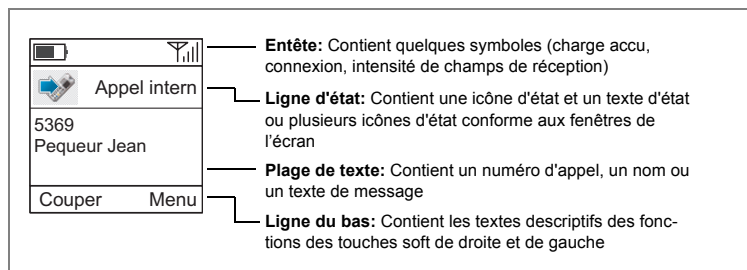 Entête: Contient quelques symboles (charge accu,
connexion, intensité de champs de réception)
Appel intern
Ligne d'état: Contient une icône d'état et un texte d'état
ou plusieurs icônes d'état conforme aux fenêtres de
l'écran
5369
Pequeur Jean
Plage de texte: Contient un numéro d'appel, un nom ou
un texte de message
Couper Menu
Ligne du bas: Contient les textes descriptifs des fonc-
tions des touches soft de droite et de gauche